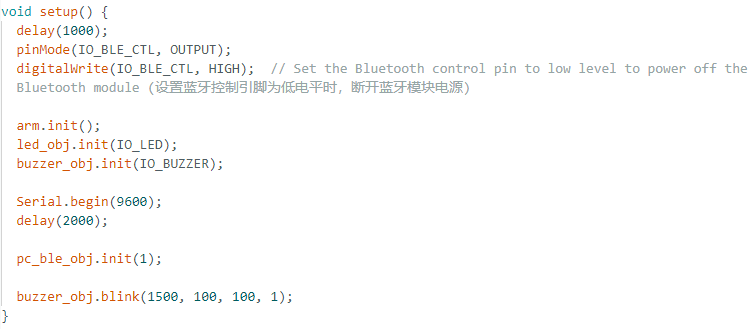 void setup() {
  delay(1000);
  pinMode(IO_BLE_CTL, OUTPUT);
  digitalWrite(IO_BLE_CTL, HIGH);  // Set the Bluetooth control pin to low level to power off the
  Bluetooth module (设置蓝牙控制引脚为低电平时，断开蓝牙模块电源)

  arm.init();
  led_obj.init(IO_LED);
  buzzer_obj.init(IO_BUZZER);

  Serial.begin(9600);
  delay(2000);

  pc_ble_obj.init(1);

  buzzer_obj.blink(1500, 100, 100, 1);
}